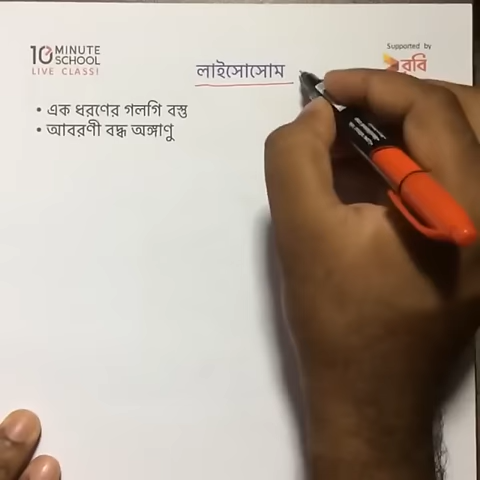 10 MINUTE
SCHOOL
LIVE CLASS!
লাইসোসোম
Supported by
রবি
• এক ধরণের গলগি বস্তু
• আবরণী বদ্ধ অঙ্গাণু